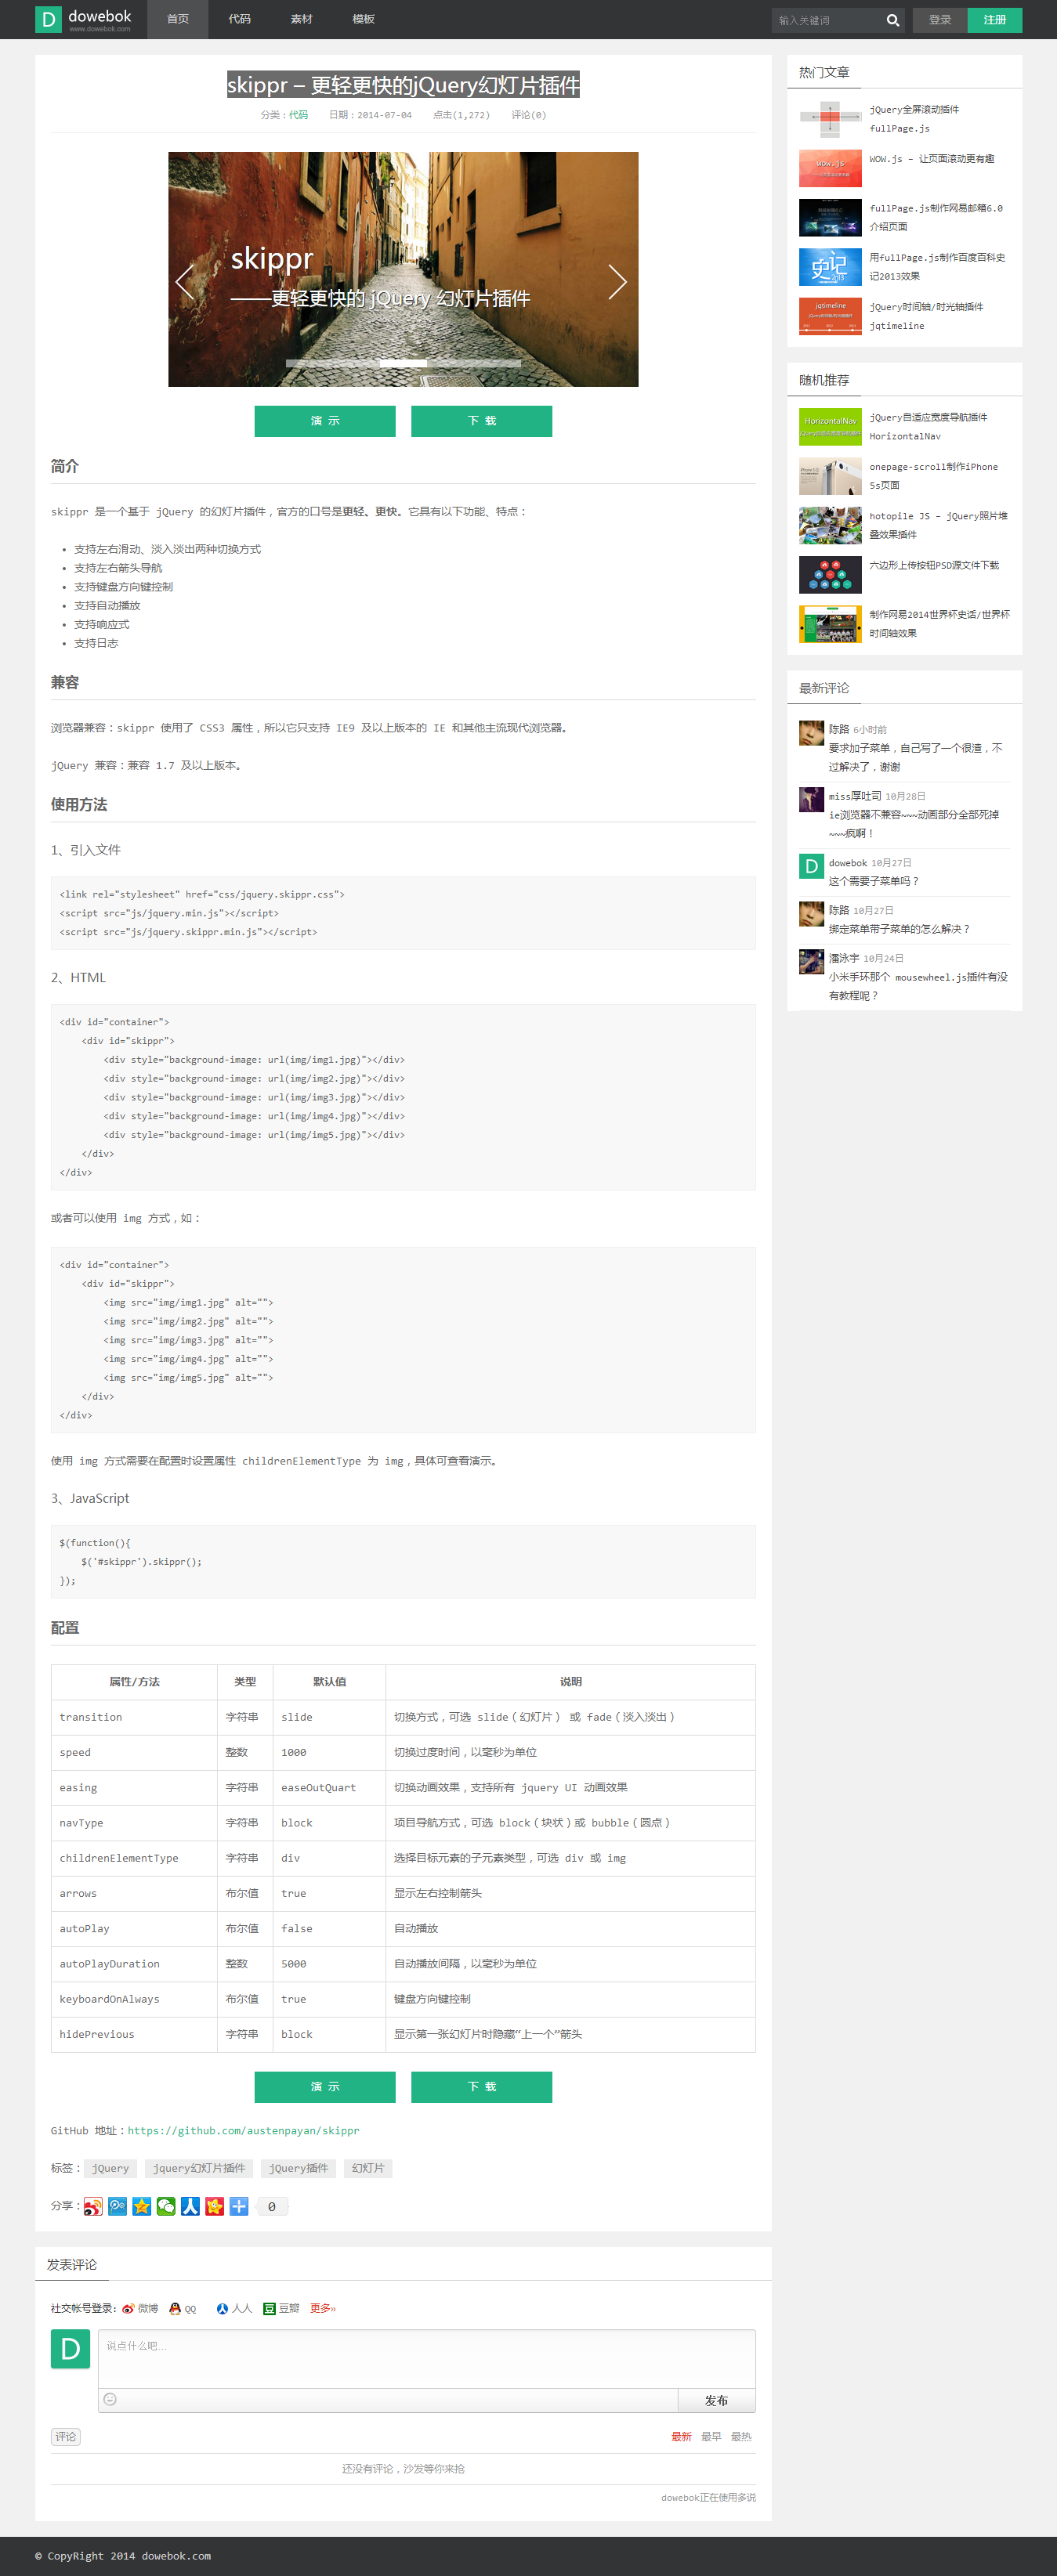 dowebok
www.dowebok.com
首页
代码
素材
模板
输入关键词
登录
注册
skippr – 更轻更快的jQuery幻灯片插件
分类：代码 日期：2014-07-04 点击(1,272) 评论(0)
skippr
——更轻更快的 jQuery 幻灯片插件
演 示
下 载
简介
skippr 是一个基于 jQuery 的幻灯片插件，官方的口号是更轻、更快。它具有以下功能、特点：
支持左右滑动、淡入淡出两种切换方式
支持左右箭头导航
支持键盘方向键控制
支持自动播放
支持响应式
支持日志
兼容
浏览器兼容：skippr 使用了 CSS3 属性，所以它只支持 IE9 及以上版本的 IE 和其他主流现代浏览器。
jQuery 兼容：兼容 1.7 及以上版本。
使用方法
1、引入文件
<link rel="stylesheet" href="css/jquery.skippr.css">
<script src="js/jquery.min.js"></script>
<script src="js/jquery.skippr.min.js"></script>
2、HTML
<div id="container">
<div id="skippr">
<div style="background-image: url(img/img1.jpg)"></div>
<div style="background-image: url(img/img2.jpg)"></div>
<div style="background-image: url(img/img3.jpg)"></div>
<div style="background-image: url(img/img4.jpg)"></div>
<div style="background-image: url(img/img5.jpg)"></div>
</div>
</div>
或者可以使用 img 方式，如：
<div id="container">
<div id="skippr">
<img src="img/img1.jpg" alt="">
<img src="img/img2.jpg" alt="">
<img src="img/img3.jpg" alt="">
<img src="img/img4.jpg" alt="">
<img src="img/img5.jpg" alt="">
</div>
</div>
使用 img 方式需要在配置时设置属性 childrenElementType 为 img，具体可查看演示。
3、JavaScript
$(function(){
$('#skippr').skippr();
});
配置
属性/方法 类型 默认值 说明
transition 字符串 slide 切换方式，可选 slide（幻灯片） 或 fade（淡入淡出）
speed 整数 1000 切换过度时间，以毫秒为单位
easing 字符串 easeOutQuart 切换动画效果，支持所有 jquery UI 动画效果
navType 字符串 block 项目导航方式，可选 block（块状）或 bubble（圆点）
childrenElementType 字符串 div 选择目标元素的子元素类型，可选 div 或 img
arrows 布尔值 true 显示左右控制箭头
autoPlay 布尔值 false 自动播放
autoPlayDuration 整数 5000 自动播放间隔，以毫秒为单位
keyboardOnAlways 布尔值 true 键盘方向键控制
hidePrevious 字符串 block 显示第一张幻灯片时隐藏“上一个”箭头
演 示
下 载
GitHub 地址：https://github.com/austenpayan/skippr
标签：jQuery jquery幻灯片插件 jQuery插件 幻灯片
分享： 0
发表评论
社交帐号登录: 微博 QQ 人人 豆瓣 更多»
说点什么吧...
发布
评论
最新 最早 最热
还没有评论，沙发等你来抢
dowebok正在使用多说
热门文章
jQuery全屏滚动插件
fullPage.js
wow.js
WOW.js – 让页面滚动更有趣
fullPage.js制作网易邮箱6.0
介绍页面
史记
用fullPage.js制作百度百科史
记2013效果
jqtimeline
jQuery时间轴/时光轴插件
jqtimeline
随机推荐
HorizontalNav
jQuery自适应宽度导航插件
HorizontalNav
onepage-scroll制作iPhone
5s页面
hotopile JS – jQuery照片堆
叠效果插件
六边形上传按钮PSD源文件下载
制作网易2014世界杯史话/世界杯
时间轴效果
最新评论
陈路 6小时前
要求加子菜单，自己写了一个很渣，不
过解决了，谢谢
miss厚吐司 10月28日
ie浏览器不兼容~~~动画部分全部死掉
~~~疯啊！
dowebok 10月27日
这个需要子菜单吗？
陈路 10月27日
绑定菜单带子菜单的怎么解决？
潘泳宇 10月24日
小米手环那个 mousewheel.js插件有没
有教程呢？
© CopyRight 2014 dowebok.com